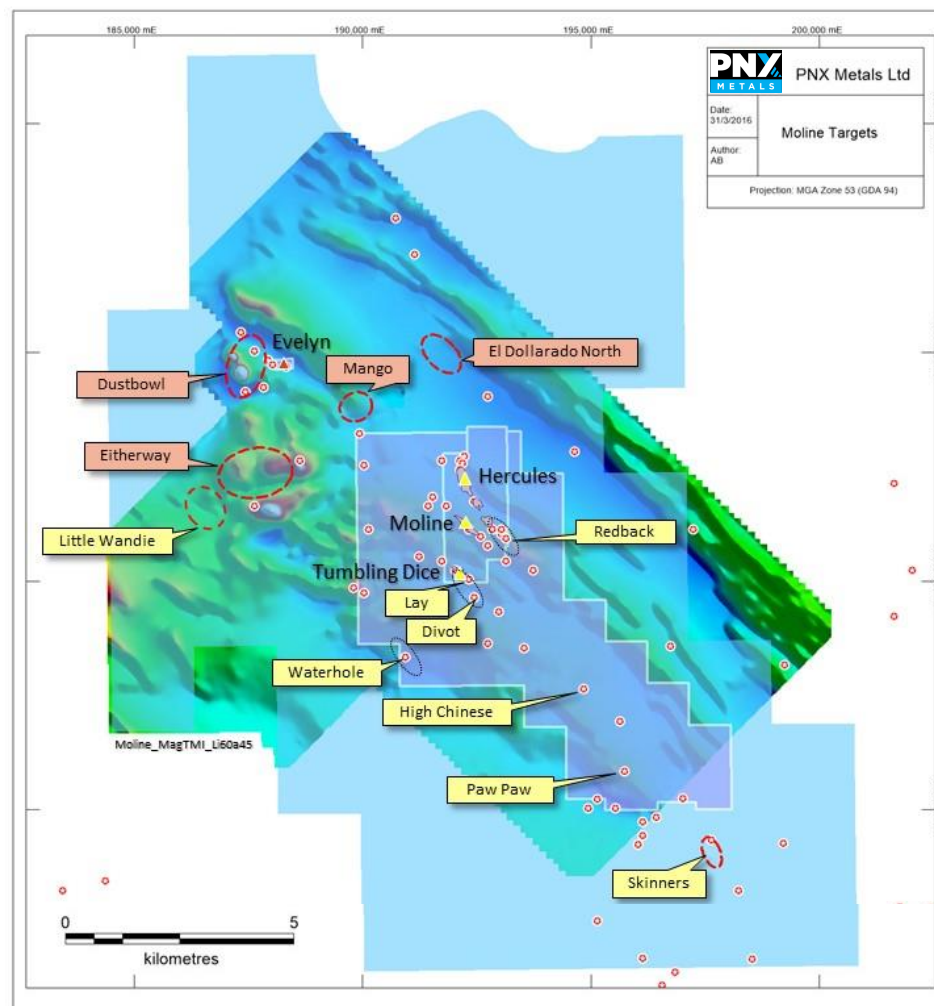 185,000 mE
190,000 mE
195,000 mE
200,000 mE
PNX
METALS
PNX Metals Ltd
Date:
31/3/2016
Moline Targets
Author:
AB
Projection: MGA Zone 53 (GDA 94)
Evelyn
El Dollarado North
Mango
Dustbowl
Eitherway
Hercules
Moline
Redback
Little Wandie
Tumbling Dice
Lay
Divot
Waterhole
High Chinese
Moline_MagTMI_Li60a45
Paw Paw
Skinners
0
5
kilometres